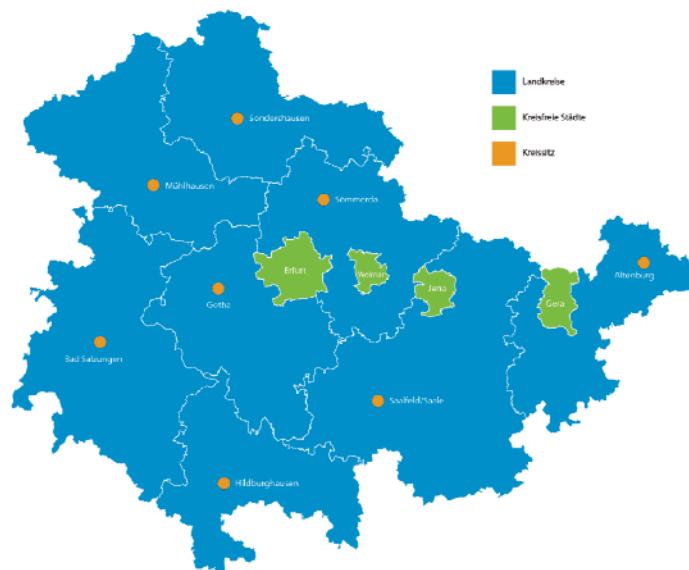 Landkreise
Kreisfreie Städte
Kreissitz
Sondershausen
Mühlhausen
Sömmerda
Erfurt
Weimar
Jena
Gera
Altenburg
Gotha
Bad Salzungen
Saalfeld/Saale
Hildburghausen